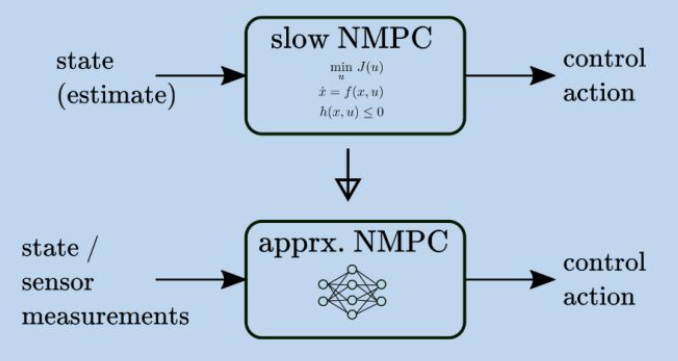 slow NMPC
min J(u)
u
ẋ = f(x, u)
h(x, u) ≤ 0
state
(estimate)
control
action
apprx. NMPC
state /
sensor
measurements
control
action